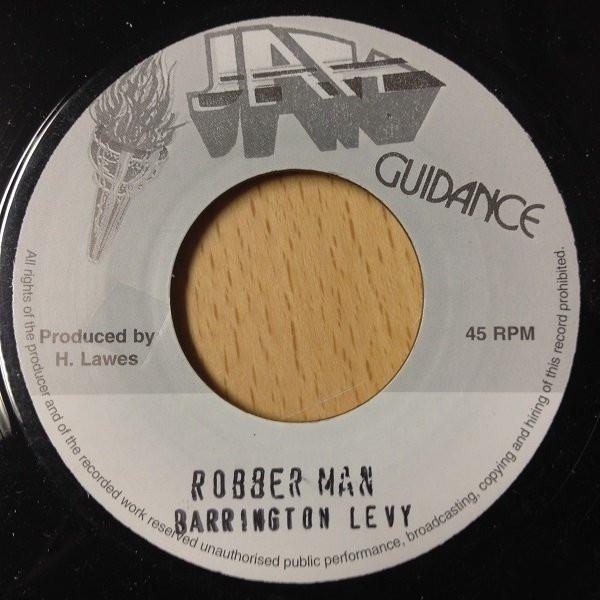 JAH
GUIDANCE
Produced by
H. Lawes
45 RPM
ROBBER MAN
BARRINGTON LEVY
All rights of the producer and of the recorded work reserved unauthorised public performance, broadcasting, copying and hiring of this record prohibited.